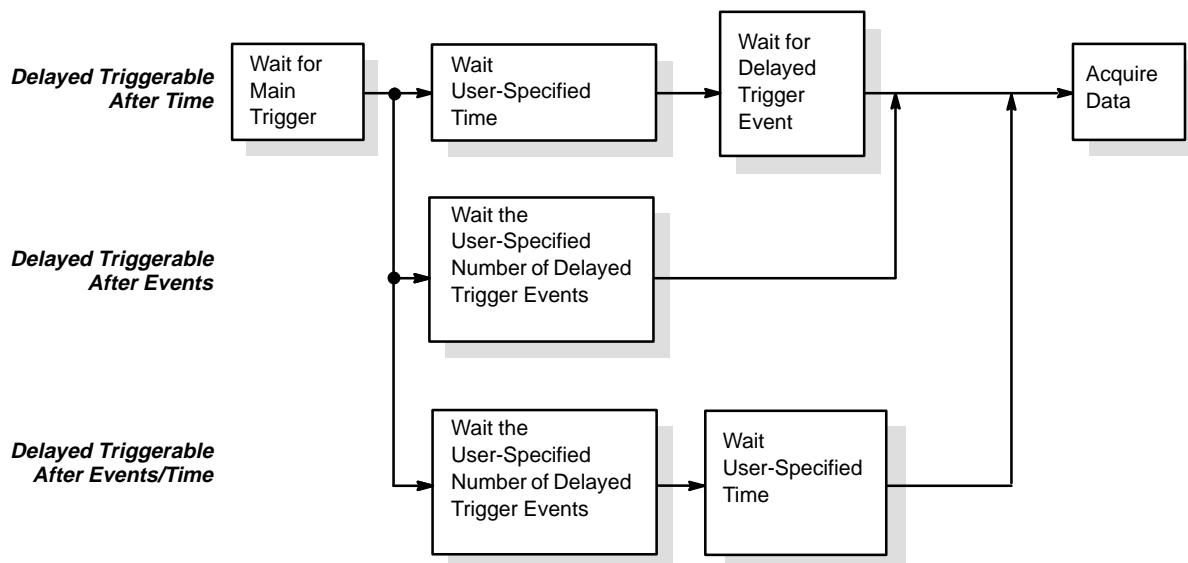 Delayed Triggerable
After Time
Wait for
Main
Trigger
Wait
User-Specified
Time
Wait for
Delayed
Trigger
Event
Acquire
Data
Delayed Triggerable
After Events
Wait the
User-Specified
Number of Delayed
Trigger Events
Delayed Triggerable
After Events/Time
Wait the
User-Specified
Number of Delayed
Trigger Events
Wait
User-Specified
Time